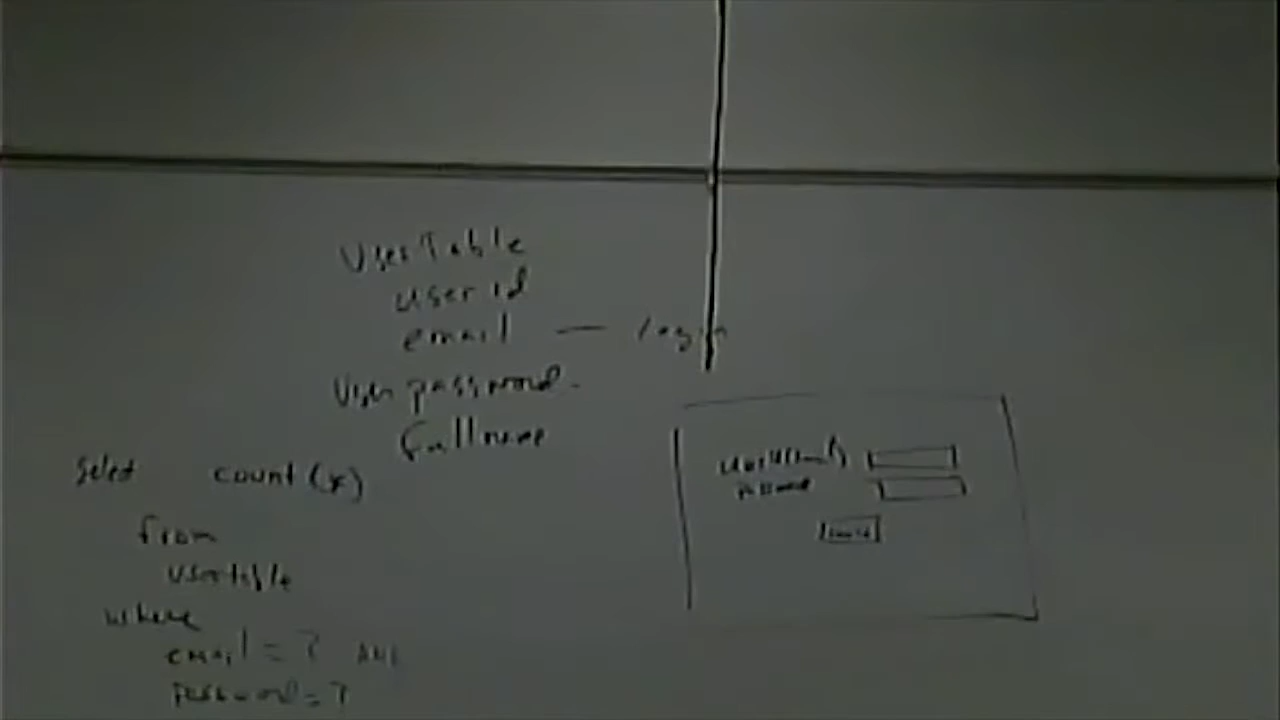 UserTable
userid
email — login
Userpassword.
fullname
Select count(*)
from
usertable
where
email = ? AND
password = ?